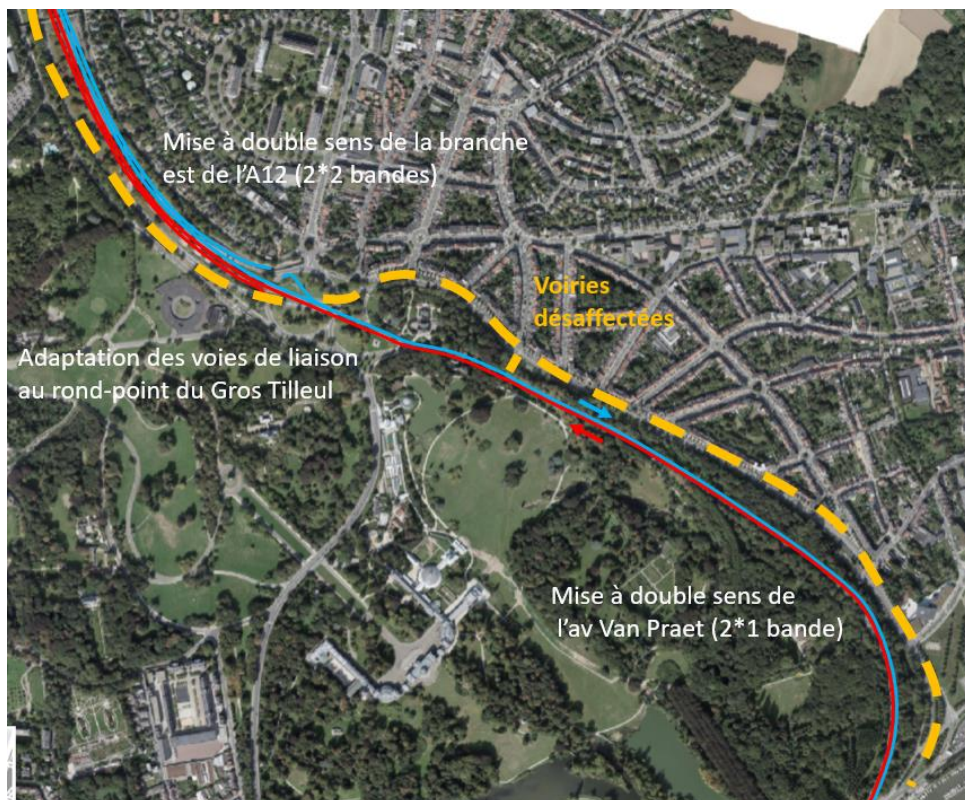 Mise à double sens de la branche
est de l'A12 (2*2 bandes)
Voiries
désaffectées
Adaptation des voies de liaison
au rond-point du Gros Tilleul
Mise à double sens de
l'av Van Praet (2*1 bande)